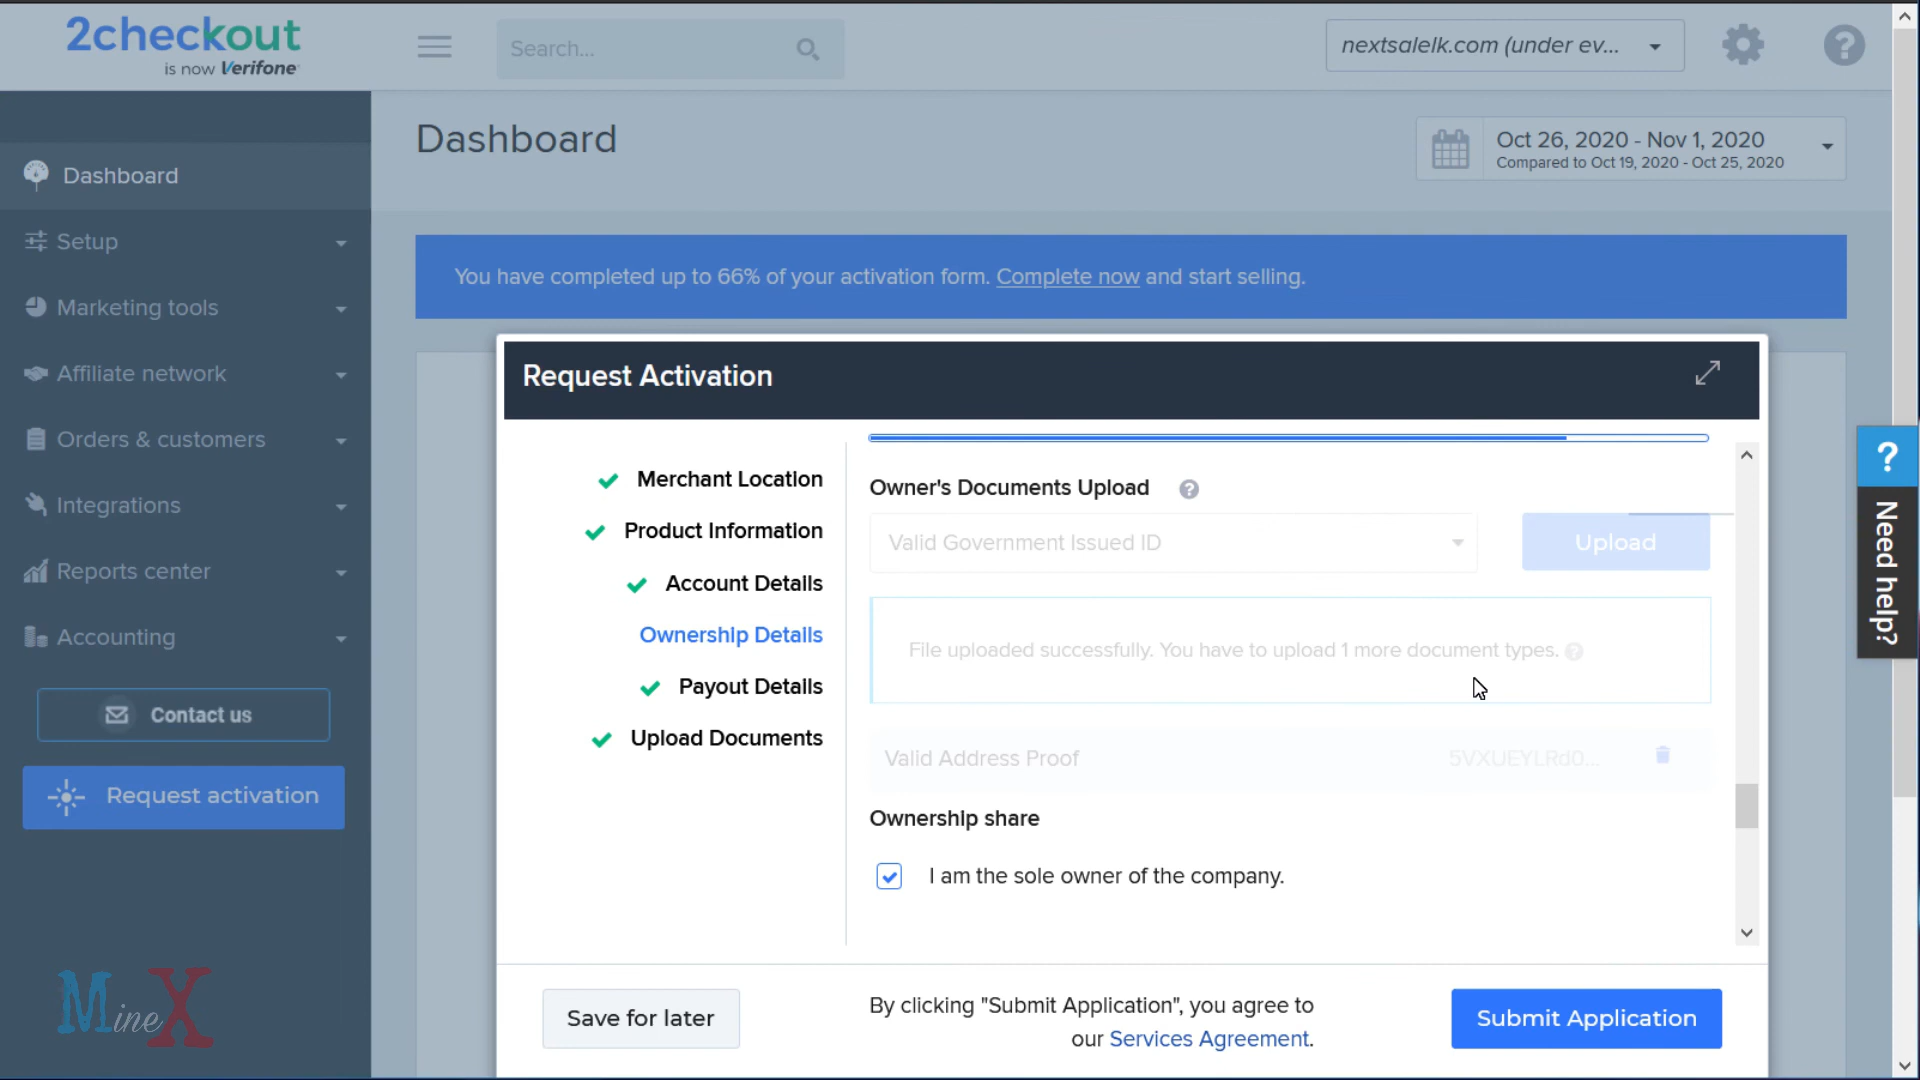 2checkout
is now Verifone
Search...
nextsalelk.com (under ev...
?
Dashboard
Oct 26, 2020 - Nov 1, 2020
Compared to Oct 19, 2020 - Oct 25, 2020
Dashboard
Setup
Marketing tools
Affiliate network
Orders & customers
Integrations
Reports center
Accounting
Contact us
Request activation
You have completed up to 66% of your activation form. Complete now and start selling.
Request Activation
Merchant Location
Product Information
Account Details
Ownership Details
Payout Details
Upload Documents
Owner's Documents Upload ?
Valid Government Issued ID
Upload
File uploaded successfully. You have to upload 1 more document types. ?
Valid Address Proof 5VXUEYLRd0...
Ownership share
I am the sole owner of the company.
Save for later
By clicking "Submit Application", you agree to
our Services Agreement.
Submit Application
? Need help?
MineX